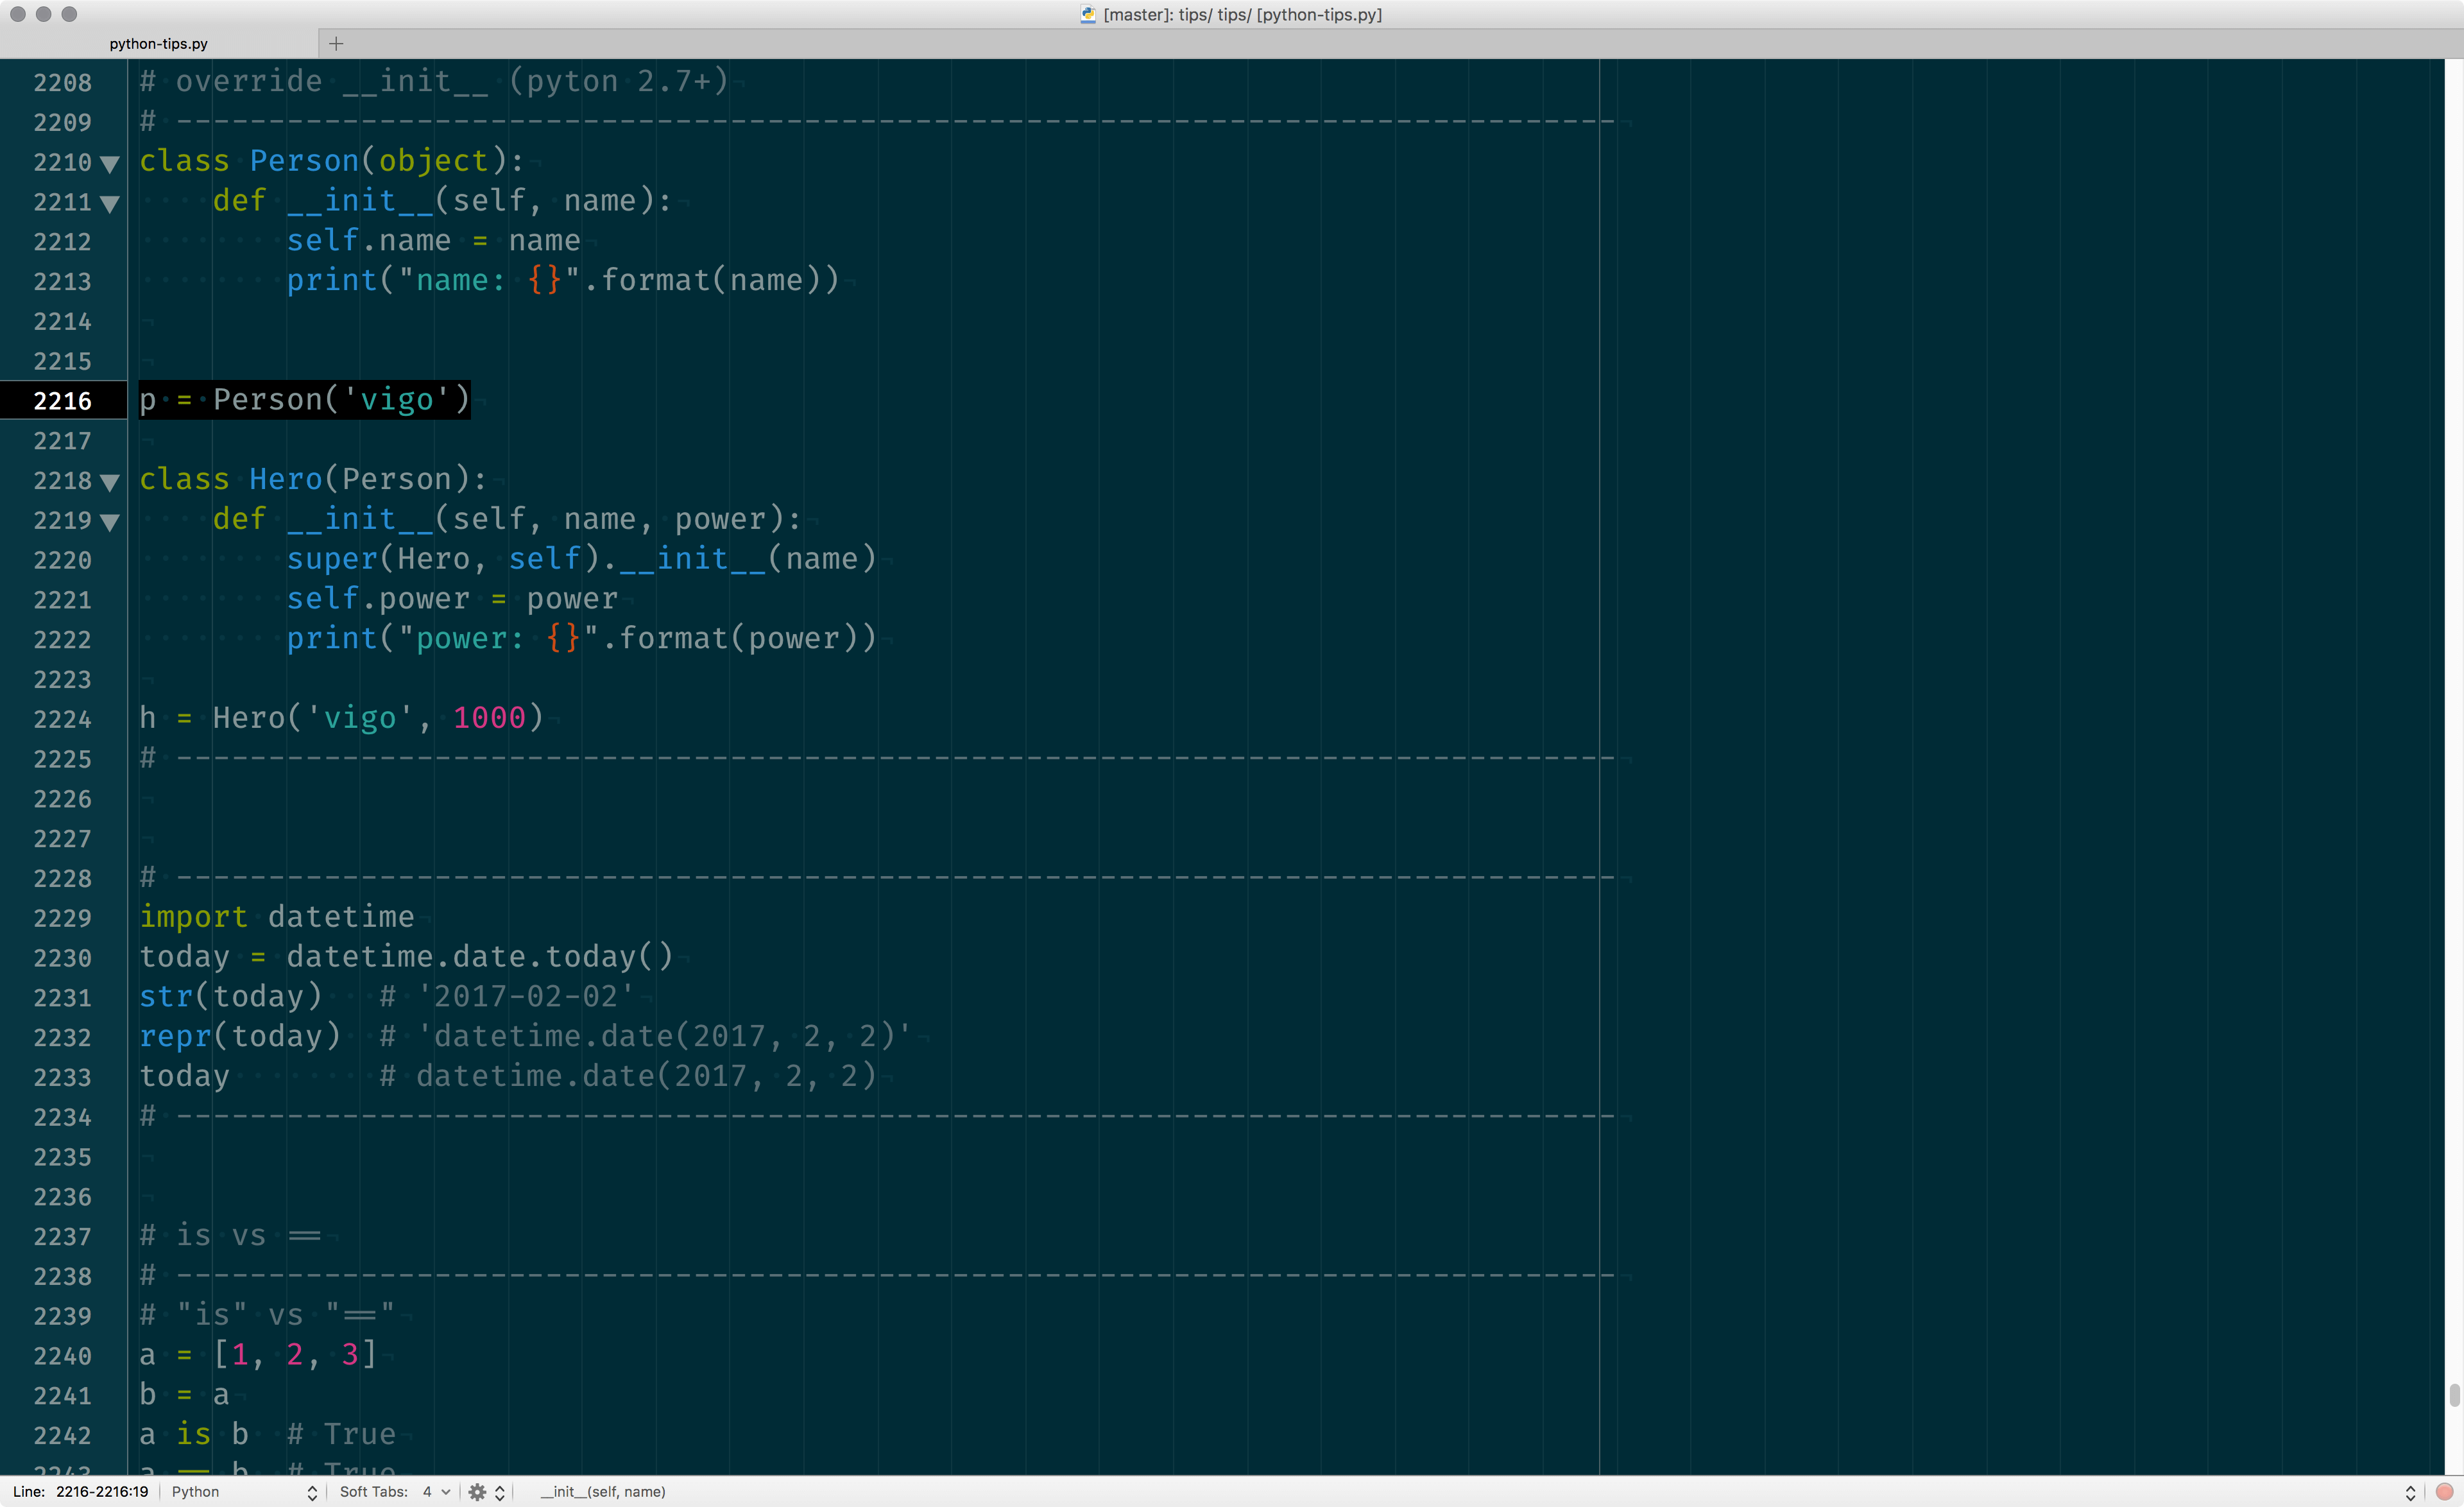 [master]: tips/ tips/ [python-tips.py]
python-tips.py
2208 # override __init__ (pyton 2.7+)
2209 # ------------------------------------------------------------------------------
2210 class Person(object):
2211     def __init__(self, name):
2212         self.name = name
2213         print("name: {}".format(name))
2214
2215
2216 p = Person('vigo')
2217
2218 class Hero(Person):
2219     def __init__(self, name, power):
2220         super(Hero, self).__init__(name)
2221         self.power = power
2222         print("power: {}".format(power))
2223
2224 h = Hero('vigo', 1000)
2225 # ------------------------------------------------------------------------------
2226
2227
2228 # ------------------------------------------------------------------------------
2229 import datetime
2230 today = datetime.date.today()
2231 str(today)   # '2017-02-02'
2232 repr(today)  # 'datetime.date(2017, 2, 2)'
2233 today        # datetime.date(2017, 2, 2)
2234 # ------------------------------------------------------------------------------
2235
2236
2237 # is vs ==
2238 # ------------------------------------------------------------------------------
2239 # "is" vs "=="
2240 a = [1, 2, 3]
2241 b = a
2242 a is b  # True
2243 a == b  # True
Line: 2216-2216:19 Python Soft Tabs: 4 __init__(self, name)